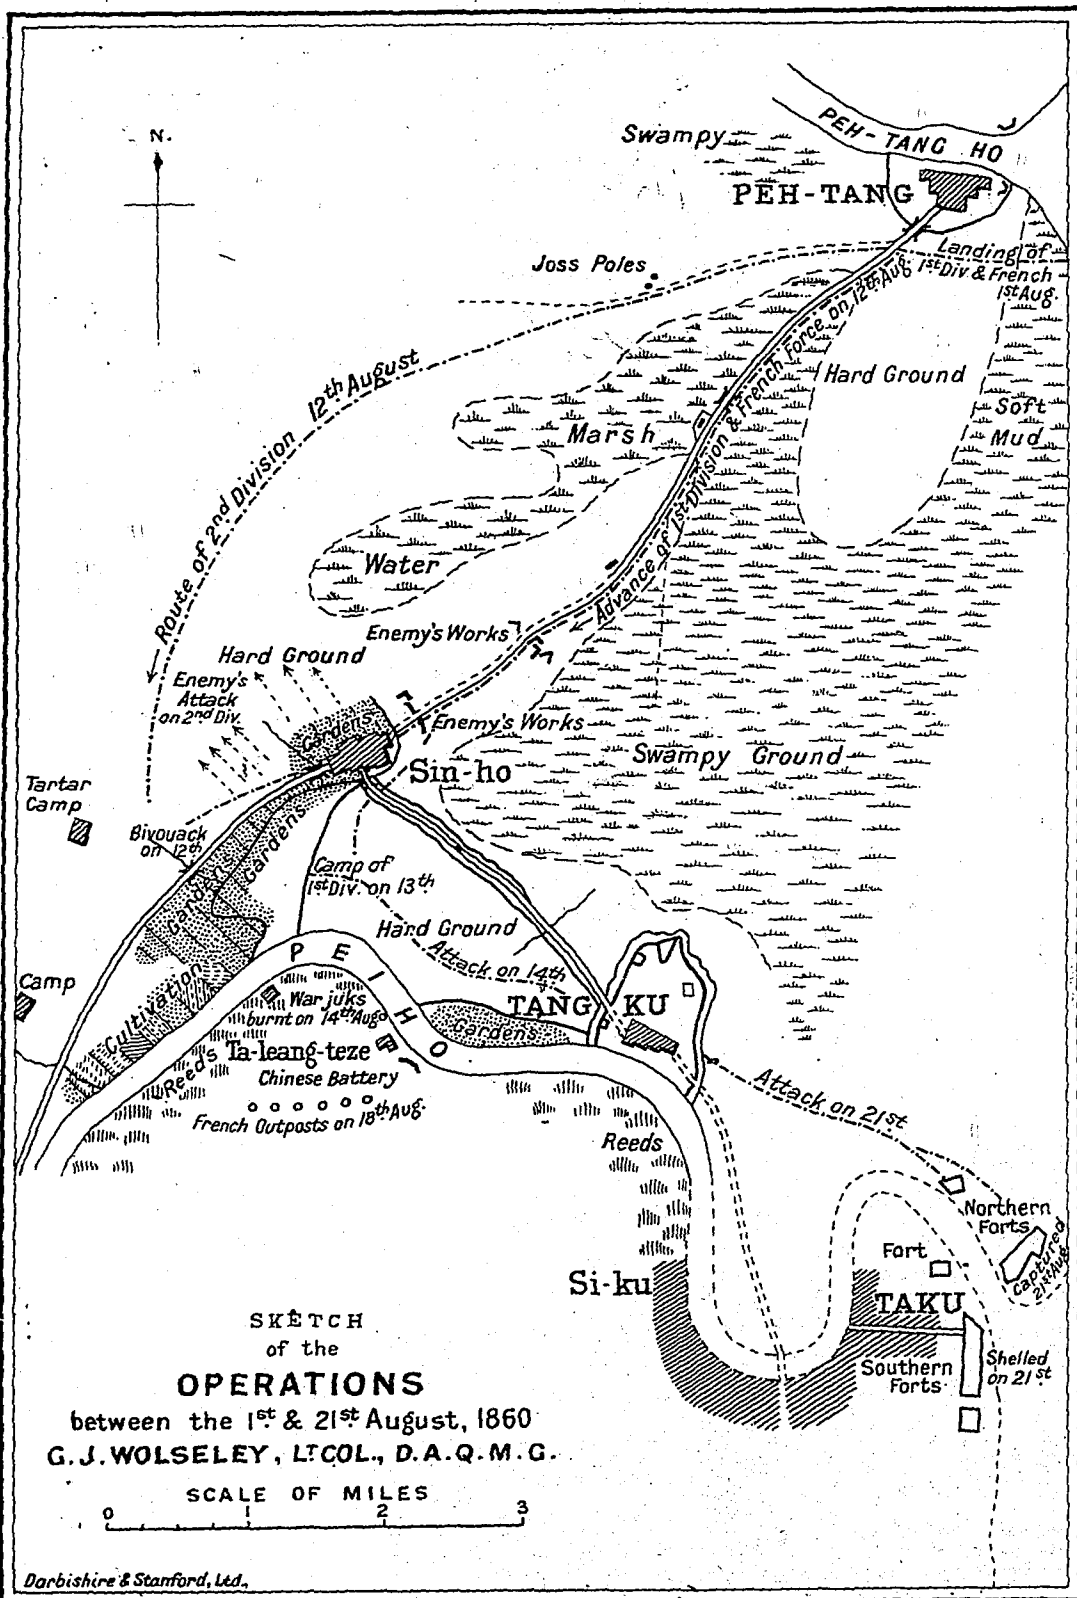 N.
Swampy
PEH-TANG HO
PEH-TANG
Landing of
1st Div & French
1st Aug.
Joss Poles
Route of 2nd Division 12th August
Advance of 1st Division & French Force on 12th Aug.
Hard Ground
Soft
Mud
Marsh
Water
Enemy's Works
Hard Ground
Enemy's
Attack
on 2nd Div.
Gardens
Enemy's Works
Swampy Ground
Sin-ho
Tartar
Camp
Bivouack
on 12th
Gardens
Gardens
Camp of
1st Div. on 13th
Hard Ground
Attack on 14th
Camp
Cultivation
PEI HO
War juks
burnt on 14th Aug.
TANG KU
Gardens
Reeds
Ta-leang-teze
Chinese Battery
French Outposts on 18th Aug.
Attack on 21st
Reeds
Northern
Forts
Captured
21st Aug.
Fort
Si-ku
TAKU
Southern
Forts
Shelled
on 21st
SKETCH
of the
OPERATIONS
between the 1st & 21st August, 1860
G. J. WOLSELEY, LT COL., D.A.Q.M.G.
SCALE OF MILES
0 1 2 3
Darbishire & Stanford, Ltd.,